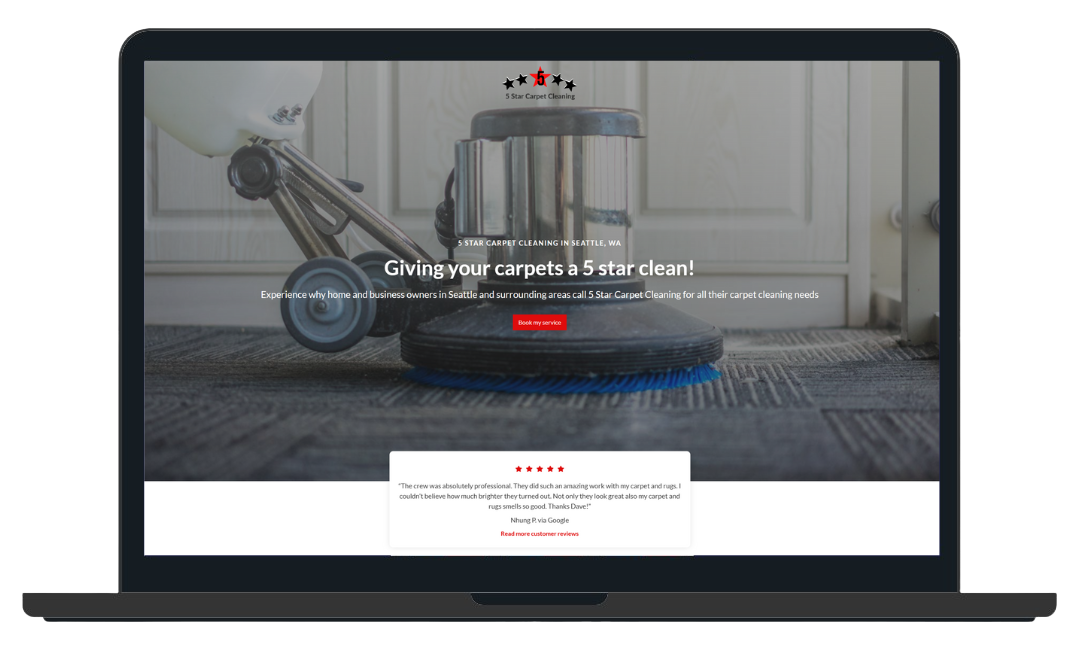 5
5 Star Carpet Cleaning
5 STAR CARPET CLEANING IN SEATTLE, WA
Giving your carpets a 5 star clean!
Experience why home and business owners in Seattle and surrounding areas call 5 Star Carpet Cleaning for all their carpet cleaning needs
Book my service
"The crew was absolutely professional. They did such an amazing work with my carpet and rugs. I
couldn't believe how much brighter they turned out. Not only they look great also my carpet and
rugs smells so good. Thanks Dave!"
Nhung P. via Google
Read more customer reviews